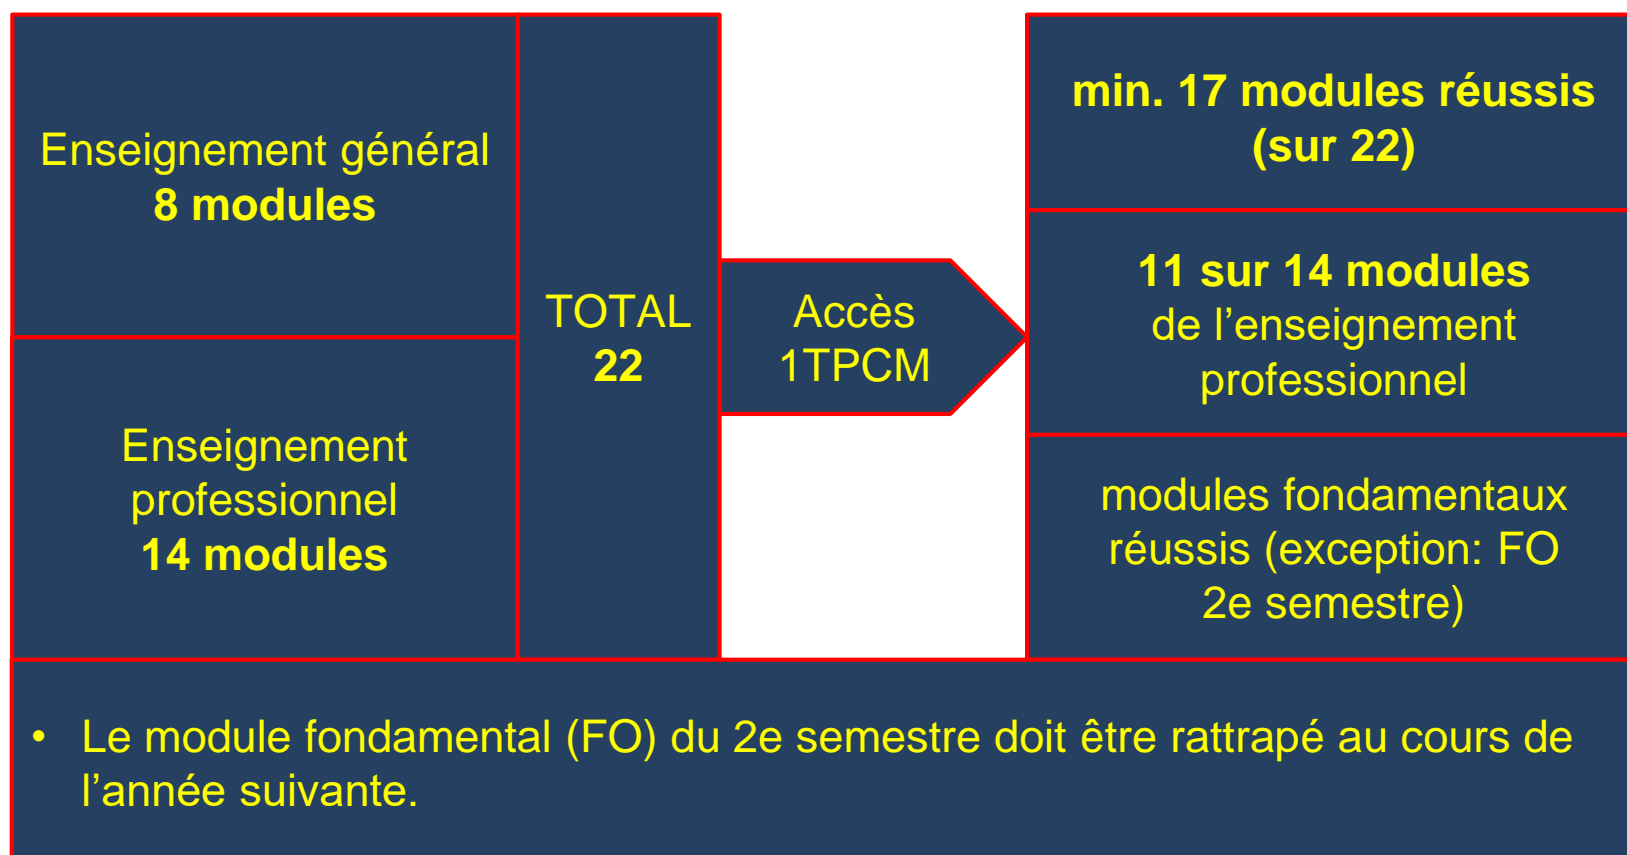 Enseignement général
8 modules
Enseignement
professionnel
14 modules
TOTAL
22
Accès
1TPCM
min. 17 modules réussis
(sur 22)
11 sur 14 modules
de l’enseignement
professionnel
modules fondamentaux
réussis (exception: FO
2e semestre)
• Le module fondamental (FO) du 2e semestre doit être rattrapé au cours de
l’année suivante.